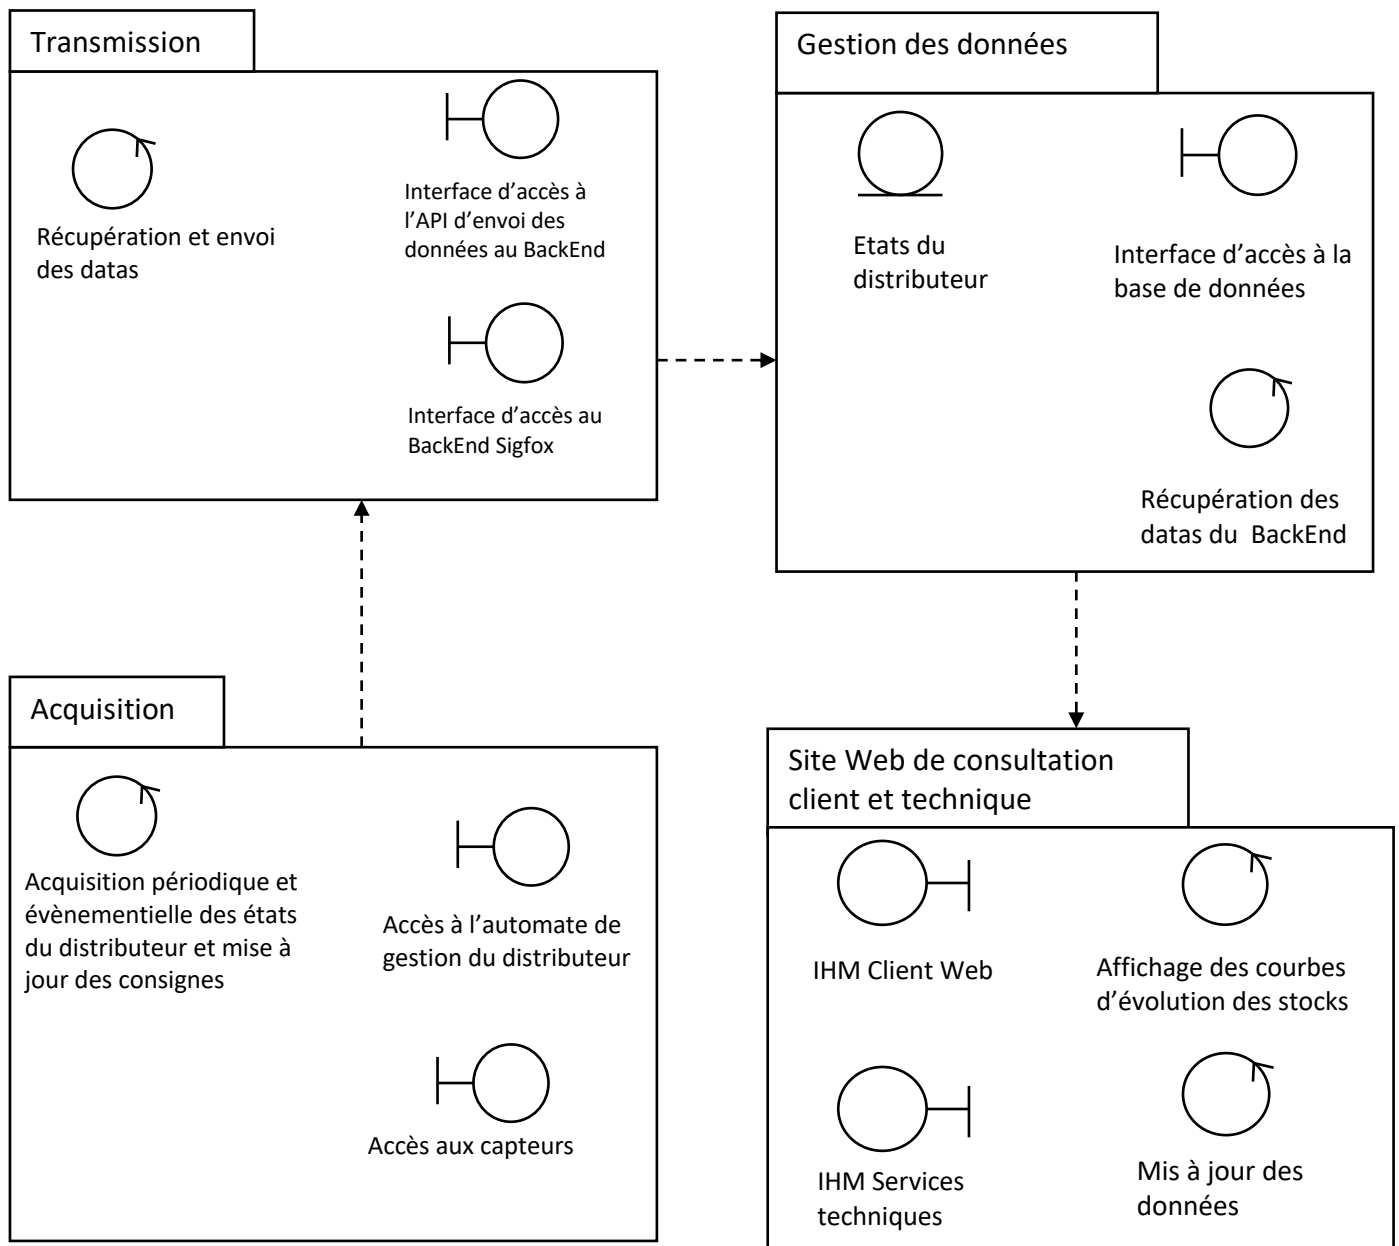 Transmission
Récupération et envoi
des datas
Interface d'accès à
l'API d'envoi des
données au BackEnd
Interface d'accès au
BackEnd Sigfox
Gestion des données
Etats du
distributeur
Interface d'accès à la
base de données
Récupération des
datas du  BackEnd
Acquisition
Acquisition périodique et
évènementielle des états
du distributeur et mise à
jour des consignes
Accès à l'automate de
gestion du distributeur
Accès aux capteurs
Site Web de consultation
client et technique
IHM Client Web
Affichage des courbes
d'évolution des stocks
IHM Services
techniques
Mis à jour des
données